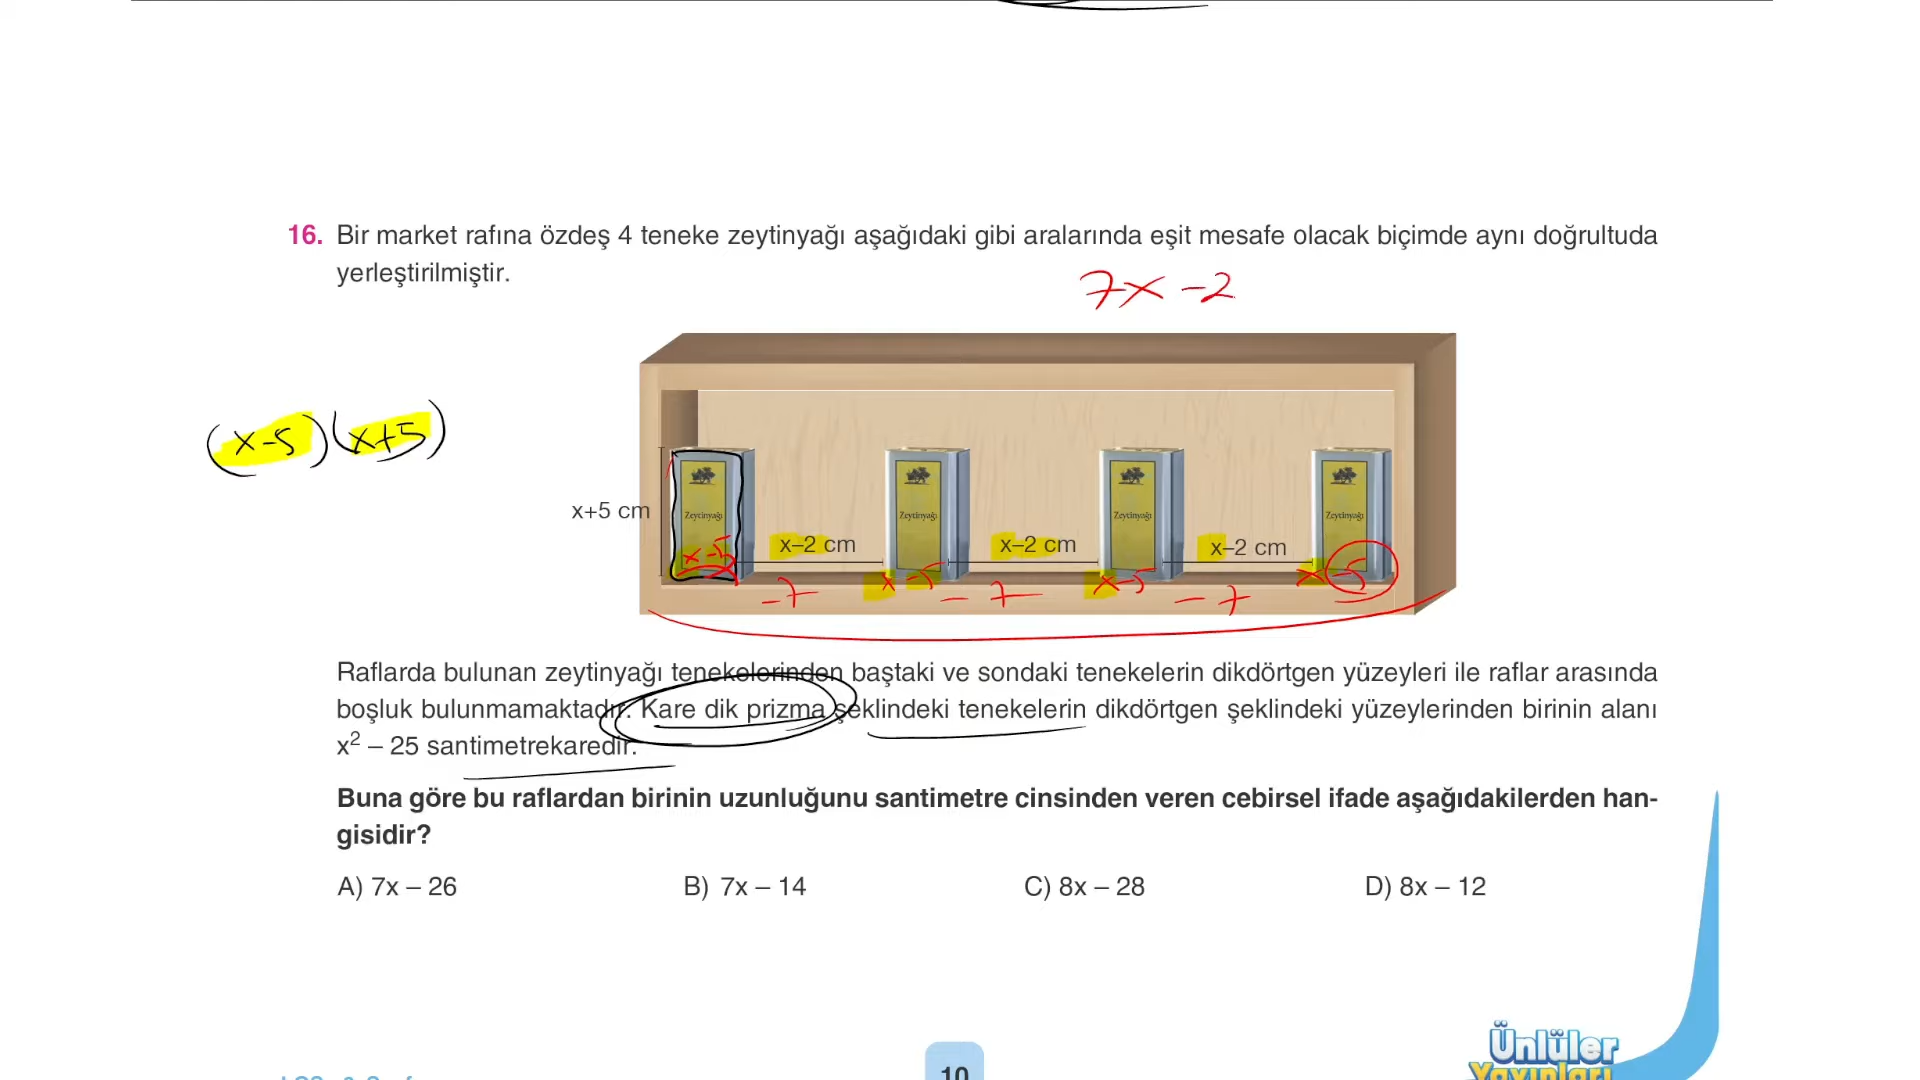 16. Bir market rafına özdeş 4 teneke zeytinyağı aşağıdaki gibi aralarında eşit mesafe olacak biçimde aynı doğrultuda
yerleştirilmiştir.
7x -2
(x-5)(x+5)
x+5 cm
Zeytinyağı Zeytinyağı Zeytinyağı Zeytinyağı
x–2 cm x–2 cm x–2 cm
x-5 x-5 x-5 x-5
-7 -7 -7
Raflarda bulunan zeytinyağı tenekelerinden baştaki ve sondaki tenekelerin dikdörtgen yüzeyleri ile raflar arasında
boşluk bulunmamaktadır. Kare dik prizma şeklindeki tenekelerin dikdörtgen şeklindeki yüzeylerinden birinin alanı
x² – 25 santimetrekaredir.
Buna göre bu raflardan birinin uzunluğunu santimetre cinsinden veren cebirsel ifade aşağıdakilerden han-
gisidir?
A) 7x – 26 B) 7x – 14 C) 8x – 28 D) 8x – 12
10
Ünlüler
Yayınları